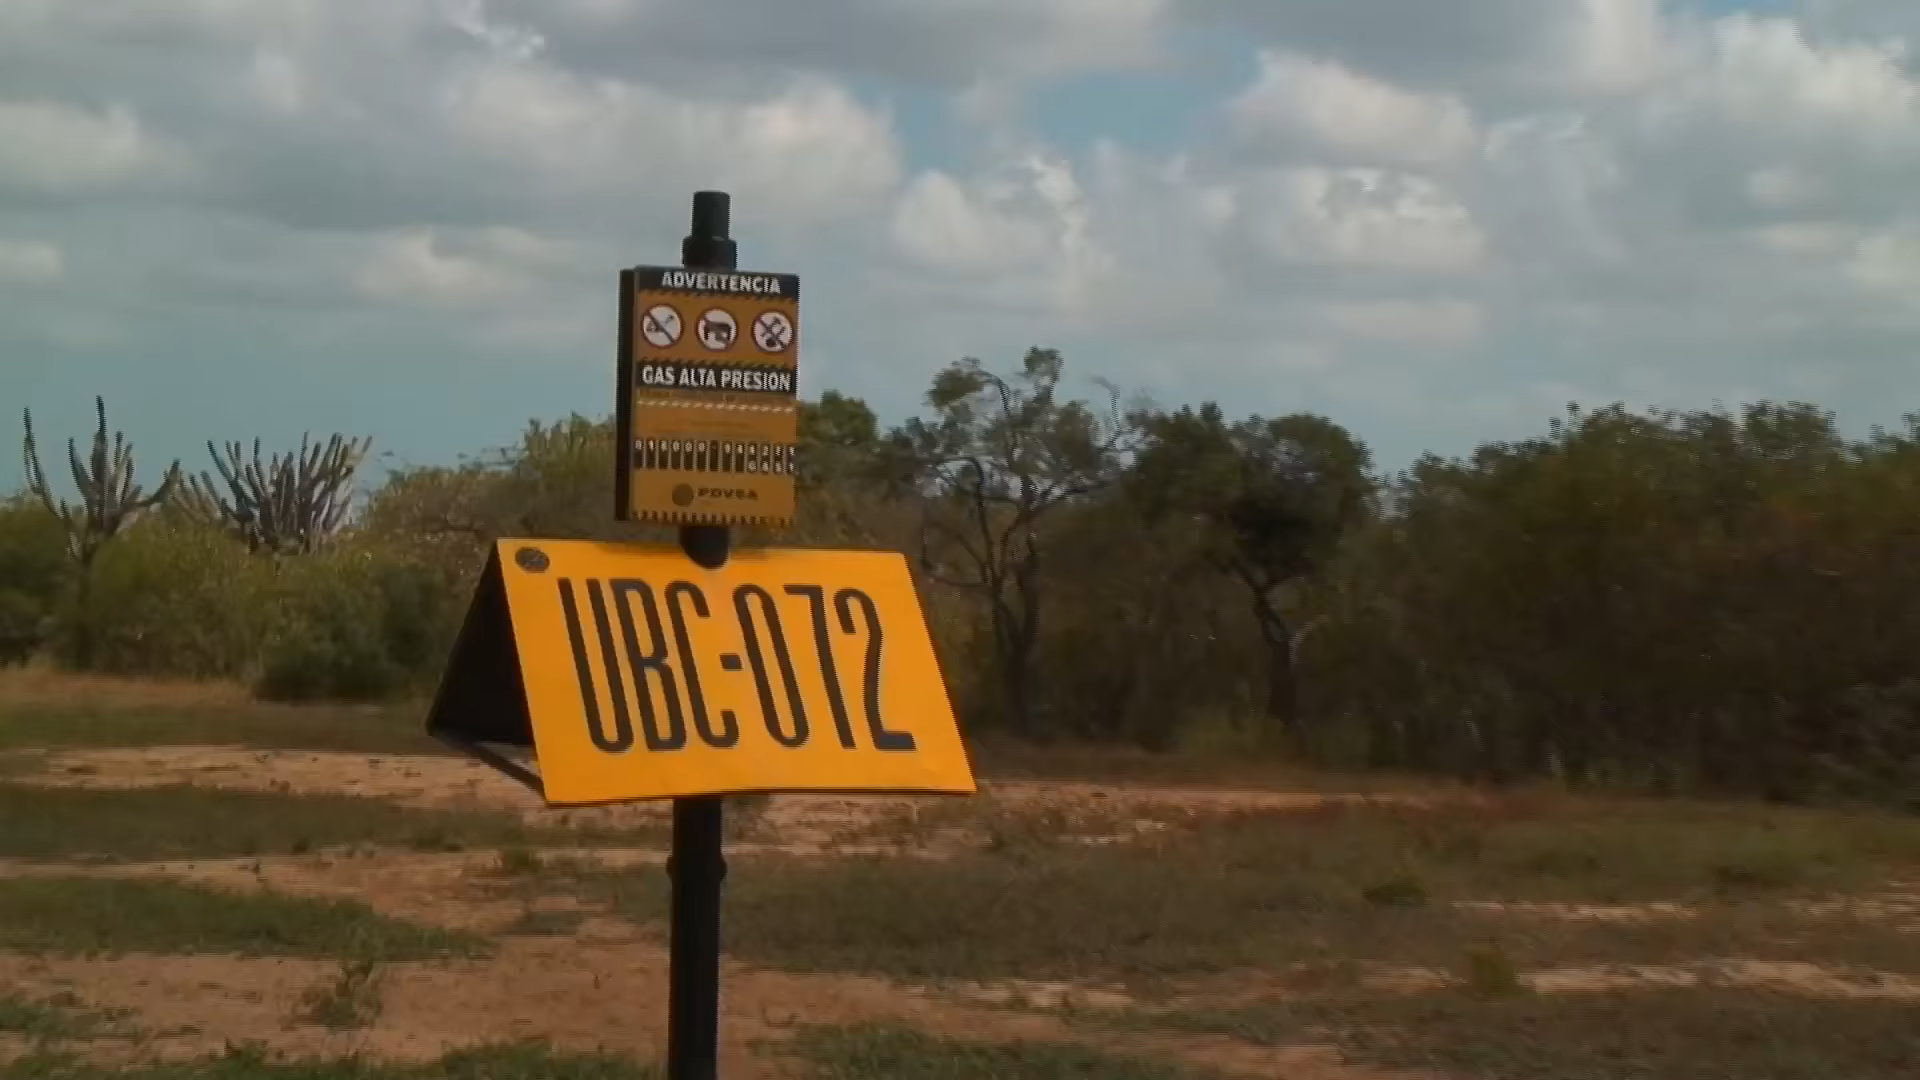 ADVERTENCIA
GAS ALTA PRESION
PDVSA
UBC-072